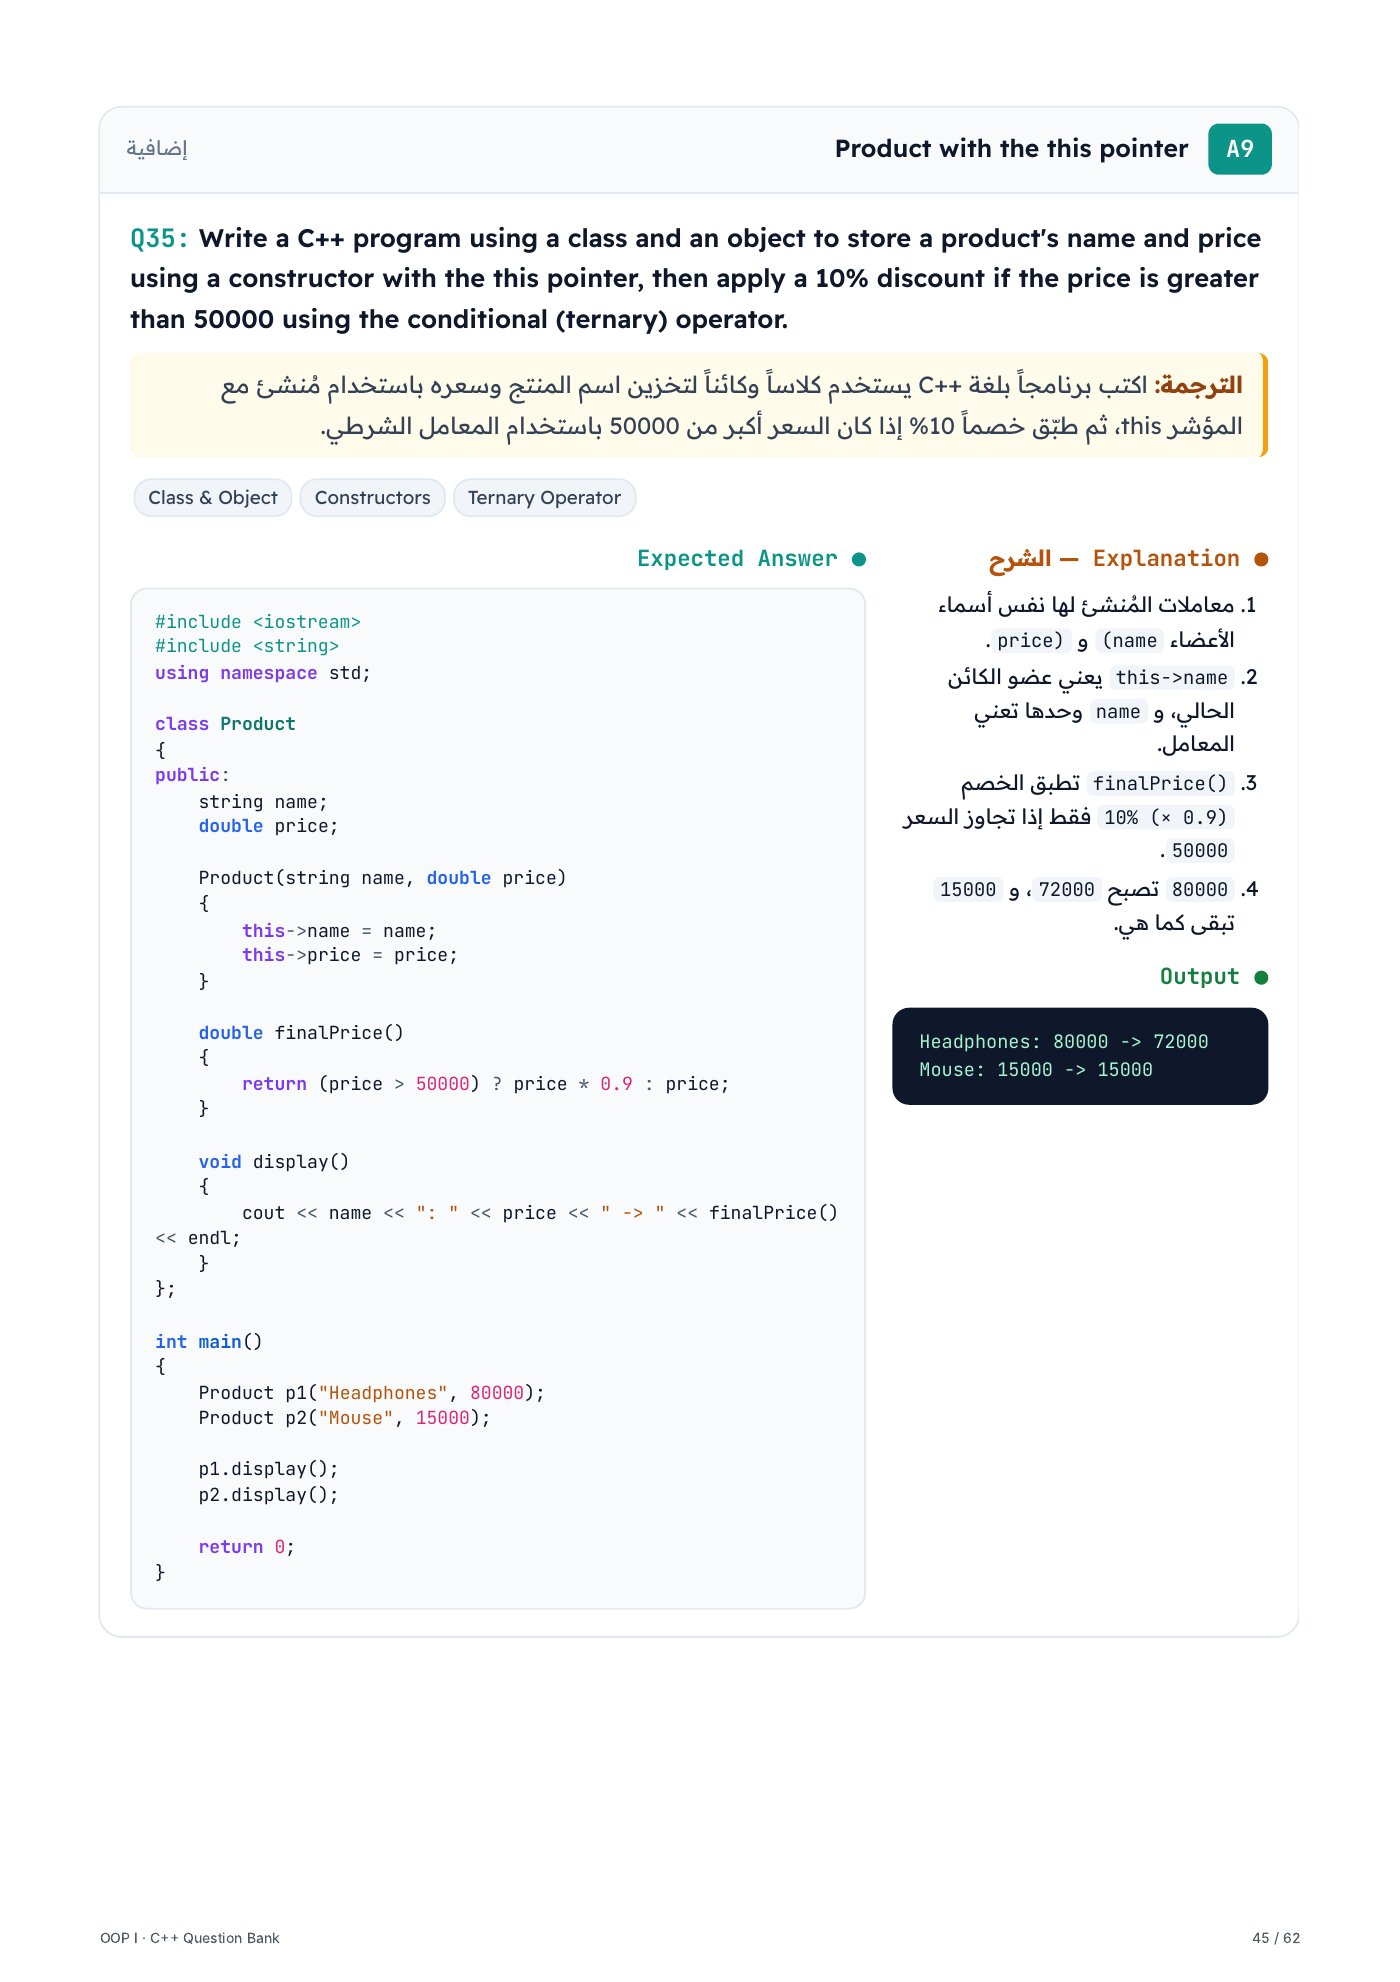 A9 Product with the this pointer
إضافية
Q35: Write a C++ program using a class and an object to store a product's name and price
using a constructor with the this pointer, then apply a 10% discount if the price is greater
than 50000 using the conditional (ternary) operator.
الترجمة: اكتب برنامجاً بلغة C++ يستخدم كلاساً وكائناً لتخزين اسم المنتج وسعره باستخدام مُنشئ مع
المؤشر this، ثم طبّق خصماً 10% إذا كان السعر أكبر من 50000 باستخدام المعامل الشرطي.
Class & Object
Constructors
Ternary Operator
Explanation — الشرح
1. معاملات المُنشئ لها نفس أسماء
الأعضاء (name و price).
2. this->name يعني عضو الكائن
الحالي، و name وحدها تعني
المعامل.
3. finalPrice() تطبق الخصم
10% (× 0.9) فقط إذا تجاوز السعر
50000.
4. 80000 تصبح 72000، و 15000
تبقى كما هي.
Output
Headphones: 80000 -> 72000
Mouse: 15000 -> 15000
Expected Answer
#include <iostream>
#include <string>
using namespace std;
class Product
{
public:
    string name;
    double price;
    Product(string name, double price)
    {
        this->name = name;
        this->price = price;
    }
    double finalPrice()
    {
        return (price > 50000) ? price * 0.9 : price;
    }
    void display()
    {
        cout << name << ": " << price << " -> " << finalPrice()
<< endl;
    }
};
int main()
{
    Product p1("Headphones", 80000);
    Product p2("Mouse", 15000);
    p1.display();
    p2.display();
    return 0;
}
OOP I · C++ Question Bank
45 / 62